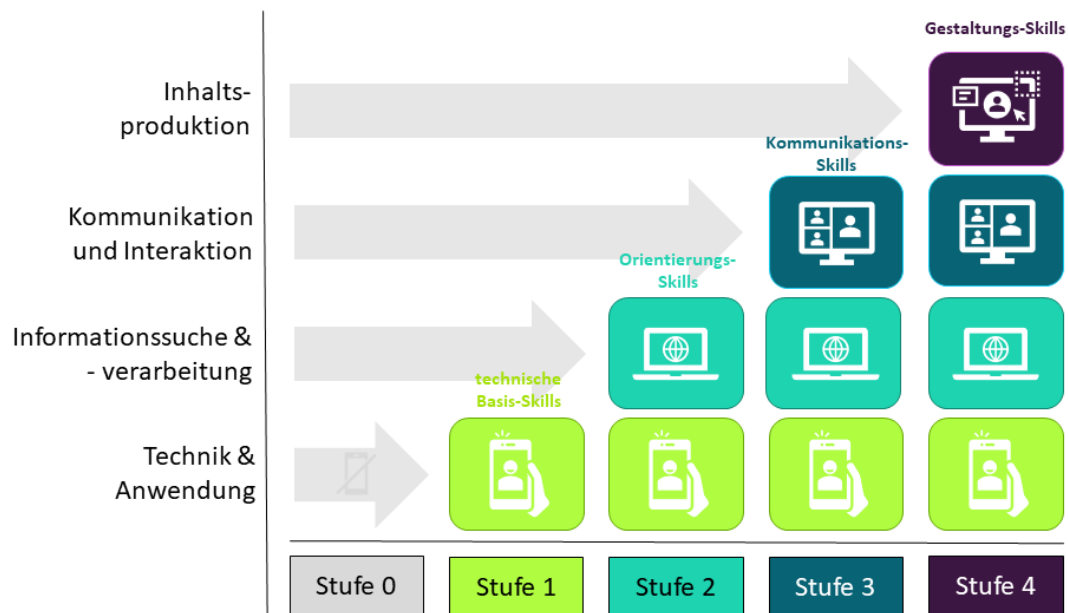 Gestaltungs-Skills
Inhalts-
produktion
Kommunikations-
Skills
Kommunikation
und Interaktion
Orientierungs-
Skills
Informationssuche &
- verarbeitung
technische
Basis-Skills
Technik &
Anwendung
Stufe 0
Stufe 1
Stufe 2
Stufe 3
Stufe 4